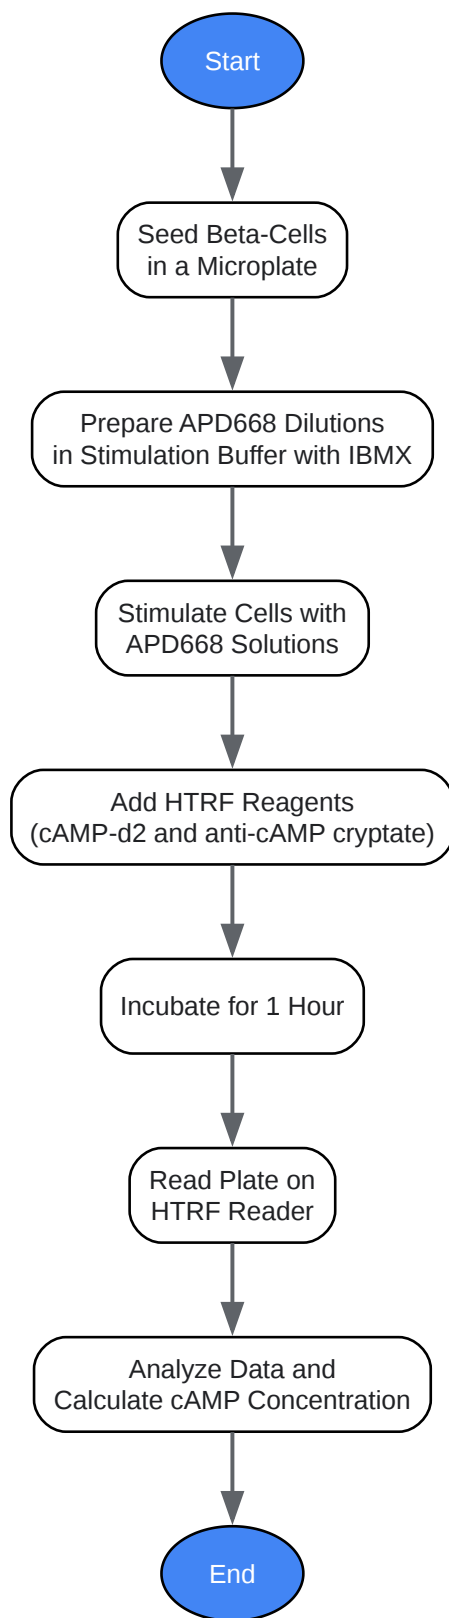 Start
Seed Beta-Cells
in a Microplate
Prepare APD668 Dilutions
in Stimulation Buffer with IBMX
Stimulate Cells with
APD668 Solutions
Add HTRF Reagents
(cAMP-d2 and anti-cAMP cryptate)
Incubate for 1 Hour
Read Plate on
HTRF Reader
Analyze Data and
Calculate cAMP Concentration
End